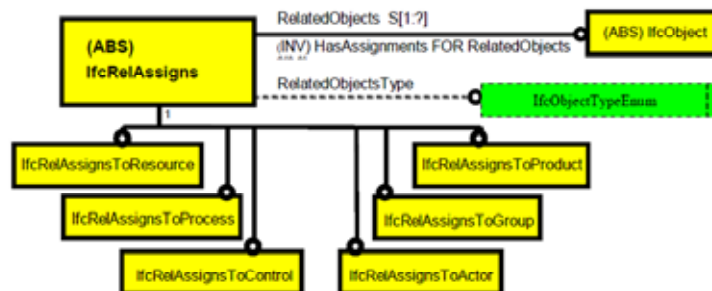 RelatedObjects S[1:?]
(ABS) IfcObject
(ABS)
IfcRelAssigns
(INV) HasAssignments FOR RelatedObjects
RelatedObjectsType
IfcObjectTypeEnum
1
IfcRelAssignsToResource
IfcRelAssignsToProduct
IfcRelAssignsToProcess
IfcRelAssignsToGroup
IfcRelAssignsToControl
IfcRelAssignsToActor